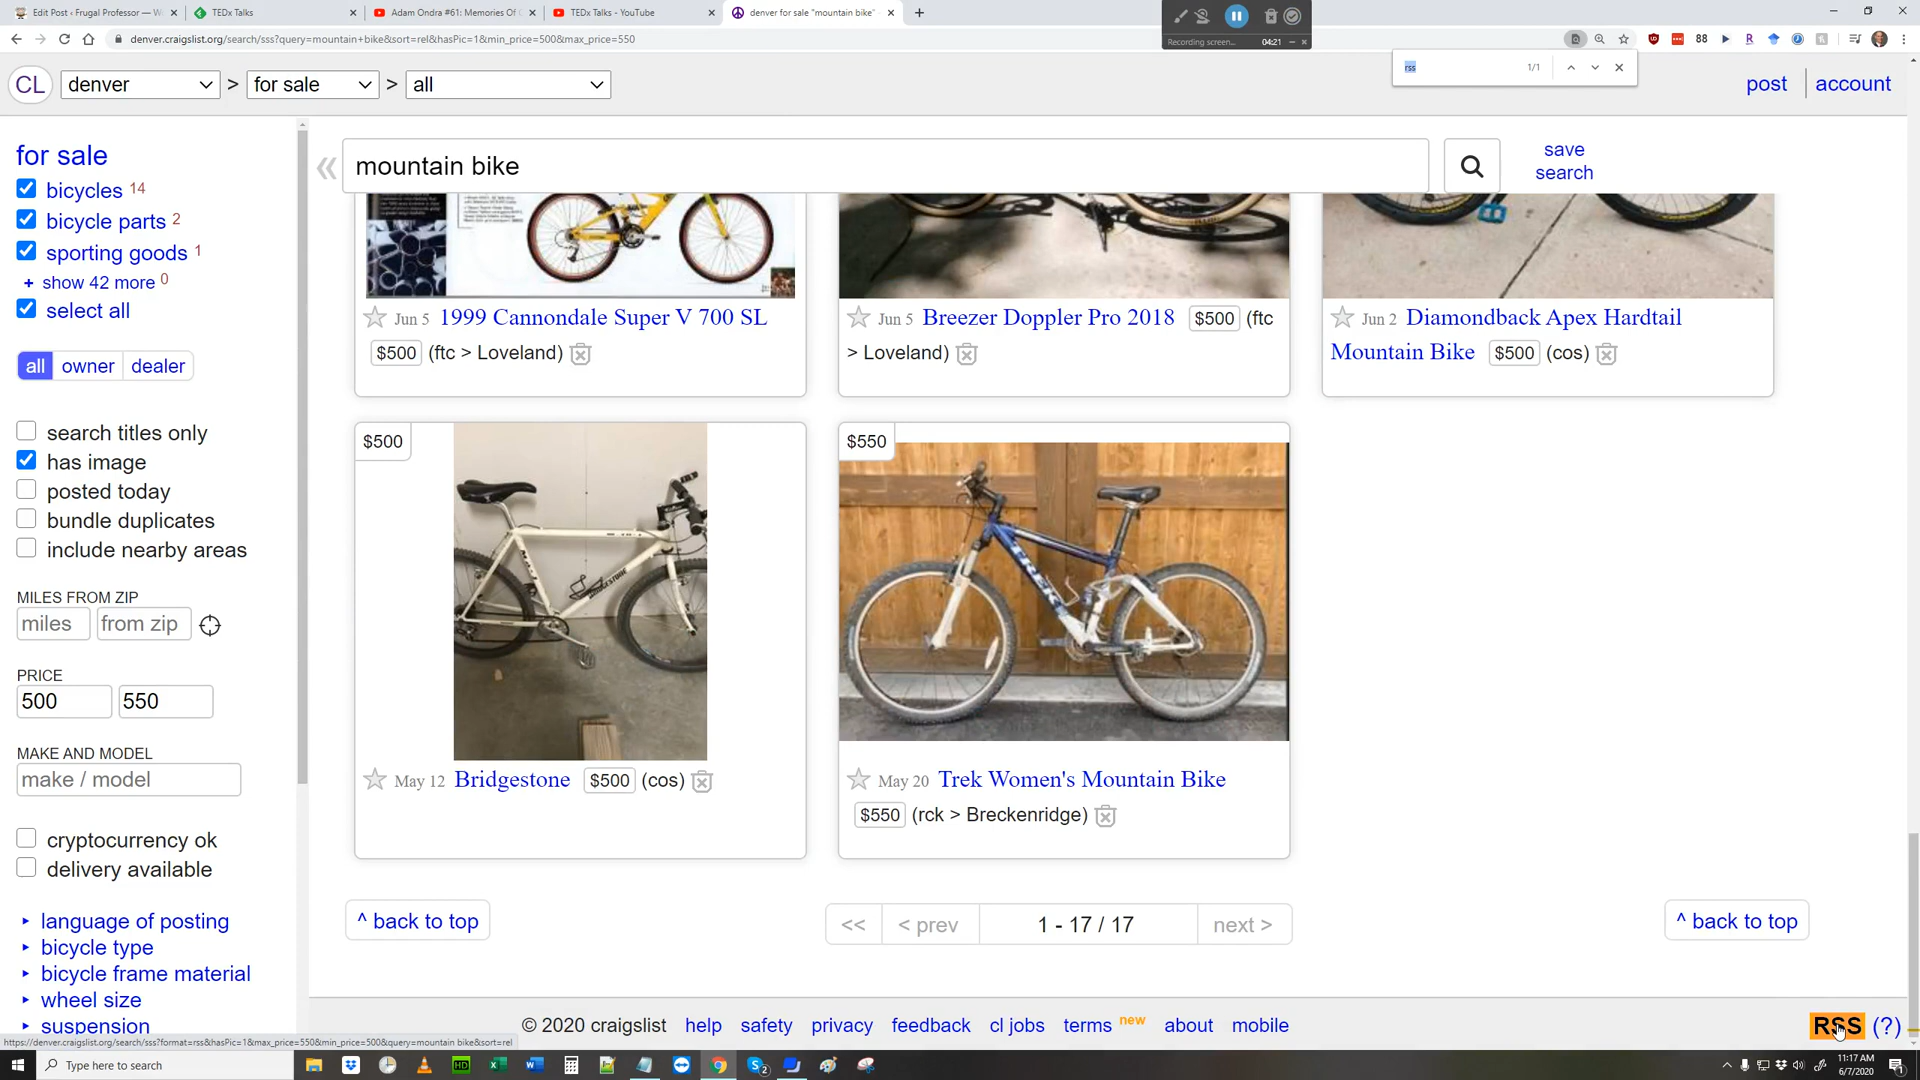 Edit Post ‹ Frugal Professor — W
TEDx Talks
Adam Ondra #61: Memories Of
TEDx Talks - YouTube
denver for sale "mountain bike"
Recording screen...
04:21
denver.craigslist.org/search/sss?query=mountain+bike&sort=rel&hasPic=1&min_price=500&max_price=550
88
rss
1/1
CL
denver
>
for sale
>
all
post
account
for sale
bicycles 14
bicycle parts 2
sporting goods 1
+ show 42 more 0
select all
all
owner
dealer
search titles only
has image
posted today
bundle duplicates
include nearby areas
MILES FROM ZIP
miles
from zip
PRICE
500
550
MAKE AND MODEL
make / model
cryptocurrency ok
delivery available
language of posting
bicycle type
bicycle frame material
wheel size
suspension
mountain bike
save
search
Jun 5 1999 Cannondale Super V 700 SL
$500 (ftc > Loveland)
Jun 5 Breezer Doppler Pro 2018 $500 (ftc
> Loveland)
Jun 2 Diamondback Apex Hardtail
Mountain Bike $500 (cos)
$500
BRIDGESTONE
May 12 Bridgestone $500 (cos)
$550
TREK
May 20 Trek Women's Mountain Bike
$550 (rck > Breckenridge)
^ back to top
<<
< prev
1 - 17 / 17
next >
^ back to top
© 2020 craigslist
help
safety
privacy
feedback
cl jobs
terms new
about
mobile
RSS (?)
https://denver.craigslist.org/search/sss?format=rss&hasPic=1&max_price=550&min_price=500&query=mountain bike&sort=rel
Type here to search
11:17 AM
6/7/2020